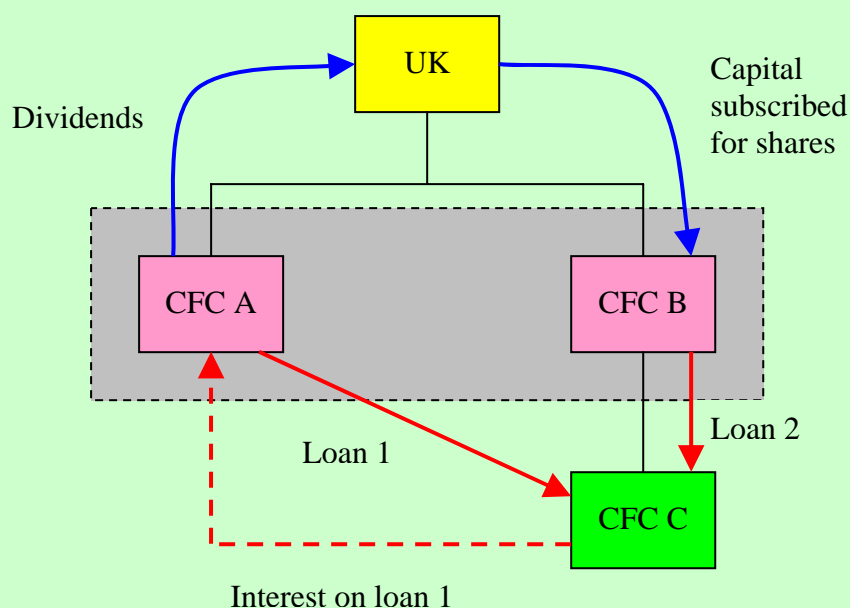 UK
Capital
subscribed
for shares
Dividends
CFC A
CFC B
Loan 1
Loan 2
CFC C
Interest on loan 1